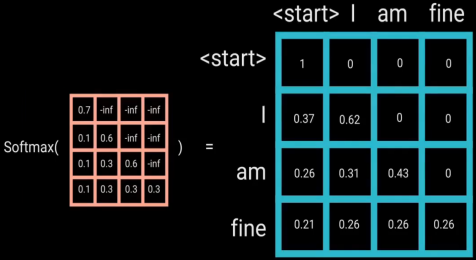 <start> I am fine
<start> 1 0 0 0
I 0.37 0.62 0 0
am 0.26 0.31 0.43 0
fine 0.21 0.26 0.26 0.26
Softmax( ) =
0.7 -inf -inf -inf
0.1 0.6 -inf -inf
0.1 0.3 0.6 -inf
0.1 0.3 0.3 0.3